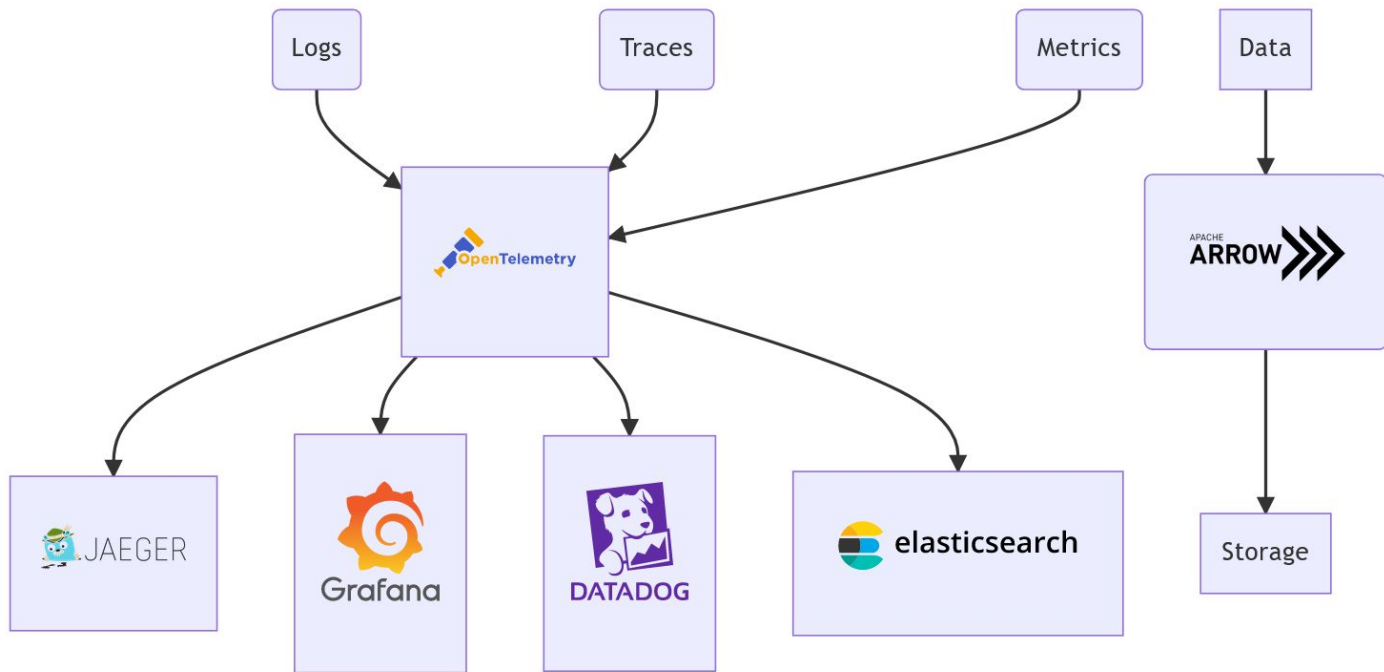 Logs
Traces
Metrics
Data
OpenTelemetry
APACHE
ARROW
JAEGER
Grafana
DATADOG
elasticsearch
Storage